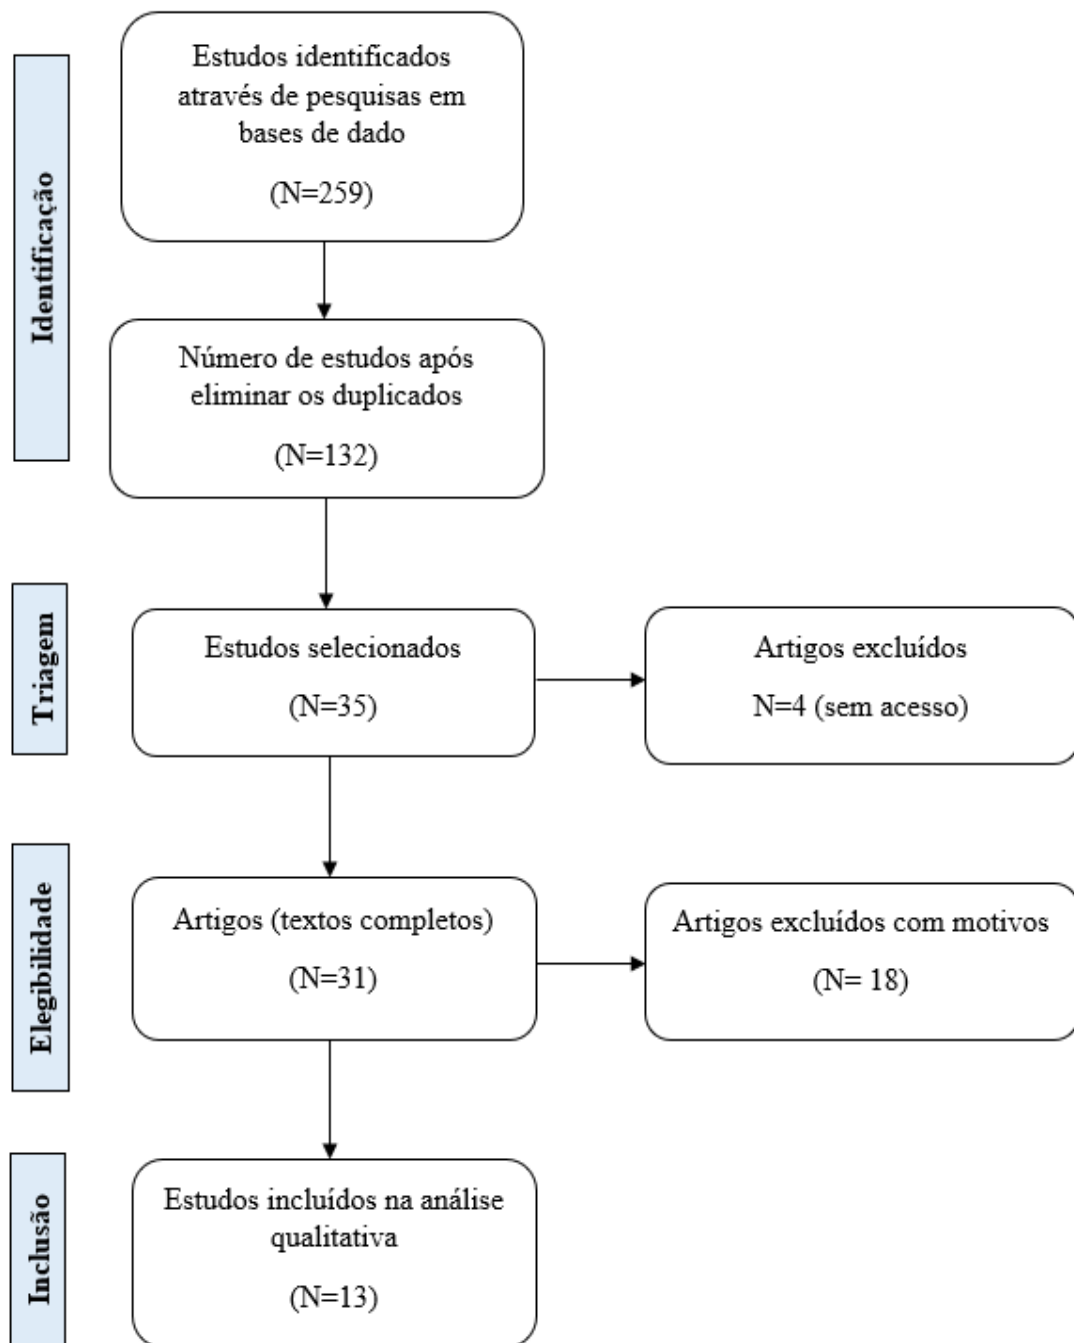 Identificação
Estudos identificados
através de pesquisas em
bases de dado
(N=259)
Número de estudos após
eliminar os duplicados
(N=132)
Triagem
Estudos selecionados
(N=35)
Artigos excluídos
N=4 (sem acesso)
Elegibilidade
Artigos (textos completos)
(N=31)
Artigos excluídos com motivos
(N= 18)
Inclusão
Estudos incluídos na análise
qualitativa
(N=13)